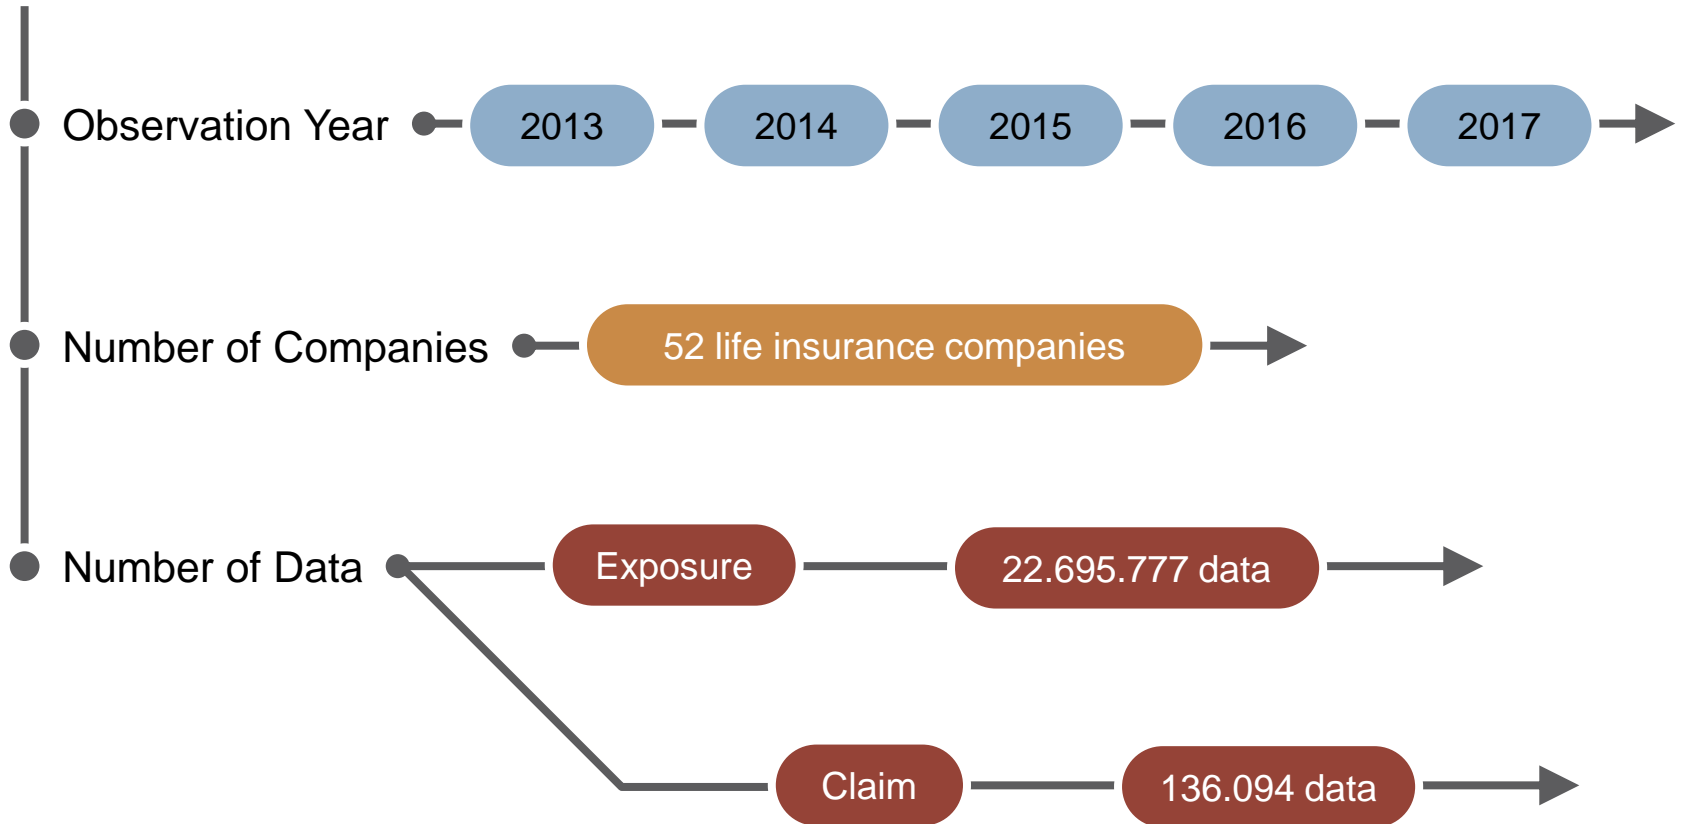 Observation Year 2013 2014 2015 2016 2017
Number of Companies 52 life insurance companies
Number of Data Exposure 22.695.777 data
Claim 136.094 data